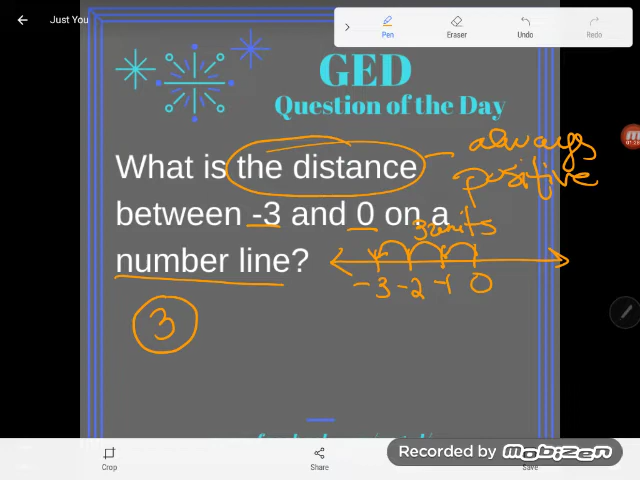 Just You
Pen
Eraser
Undo
Redo
GED
Question of the Day
always
What is the distance
positive
between -3 and 0 on a
3 units
number line?
-3 -2 -1 0
3
Crop
Share
Save
Recorded by Mobizen